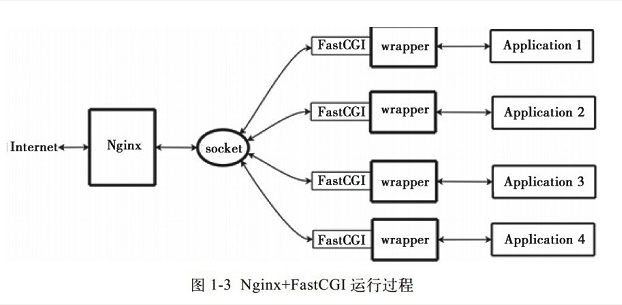 FastCGI wrapper Application 1
FastCGI wrapper Application 2
Internet Nginx socket
FastCGI wrapper Application 3
FastCGI wrapper Application 4
图 1-3 Nginx+FastCGI 运行过程